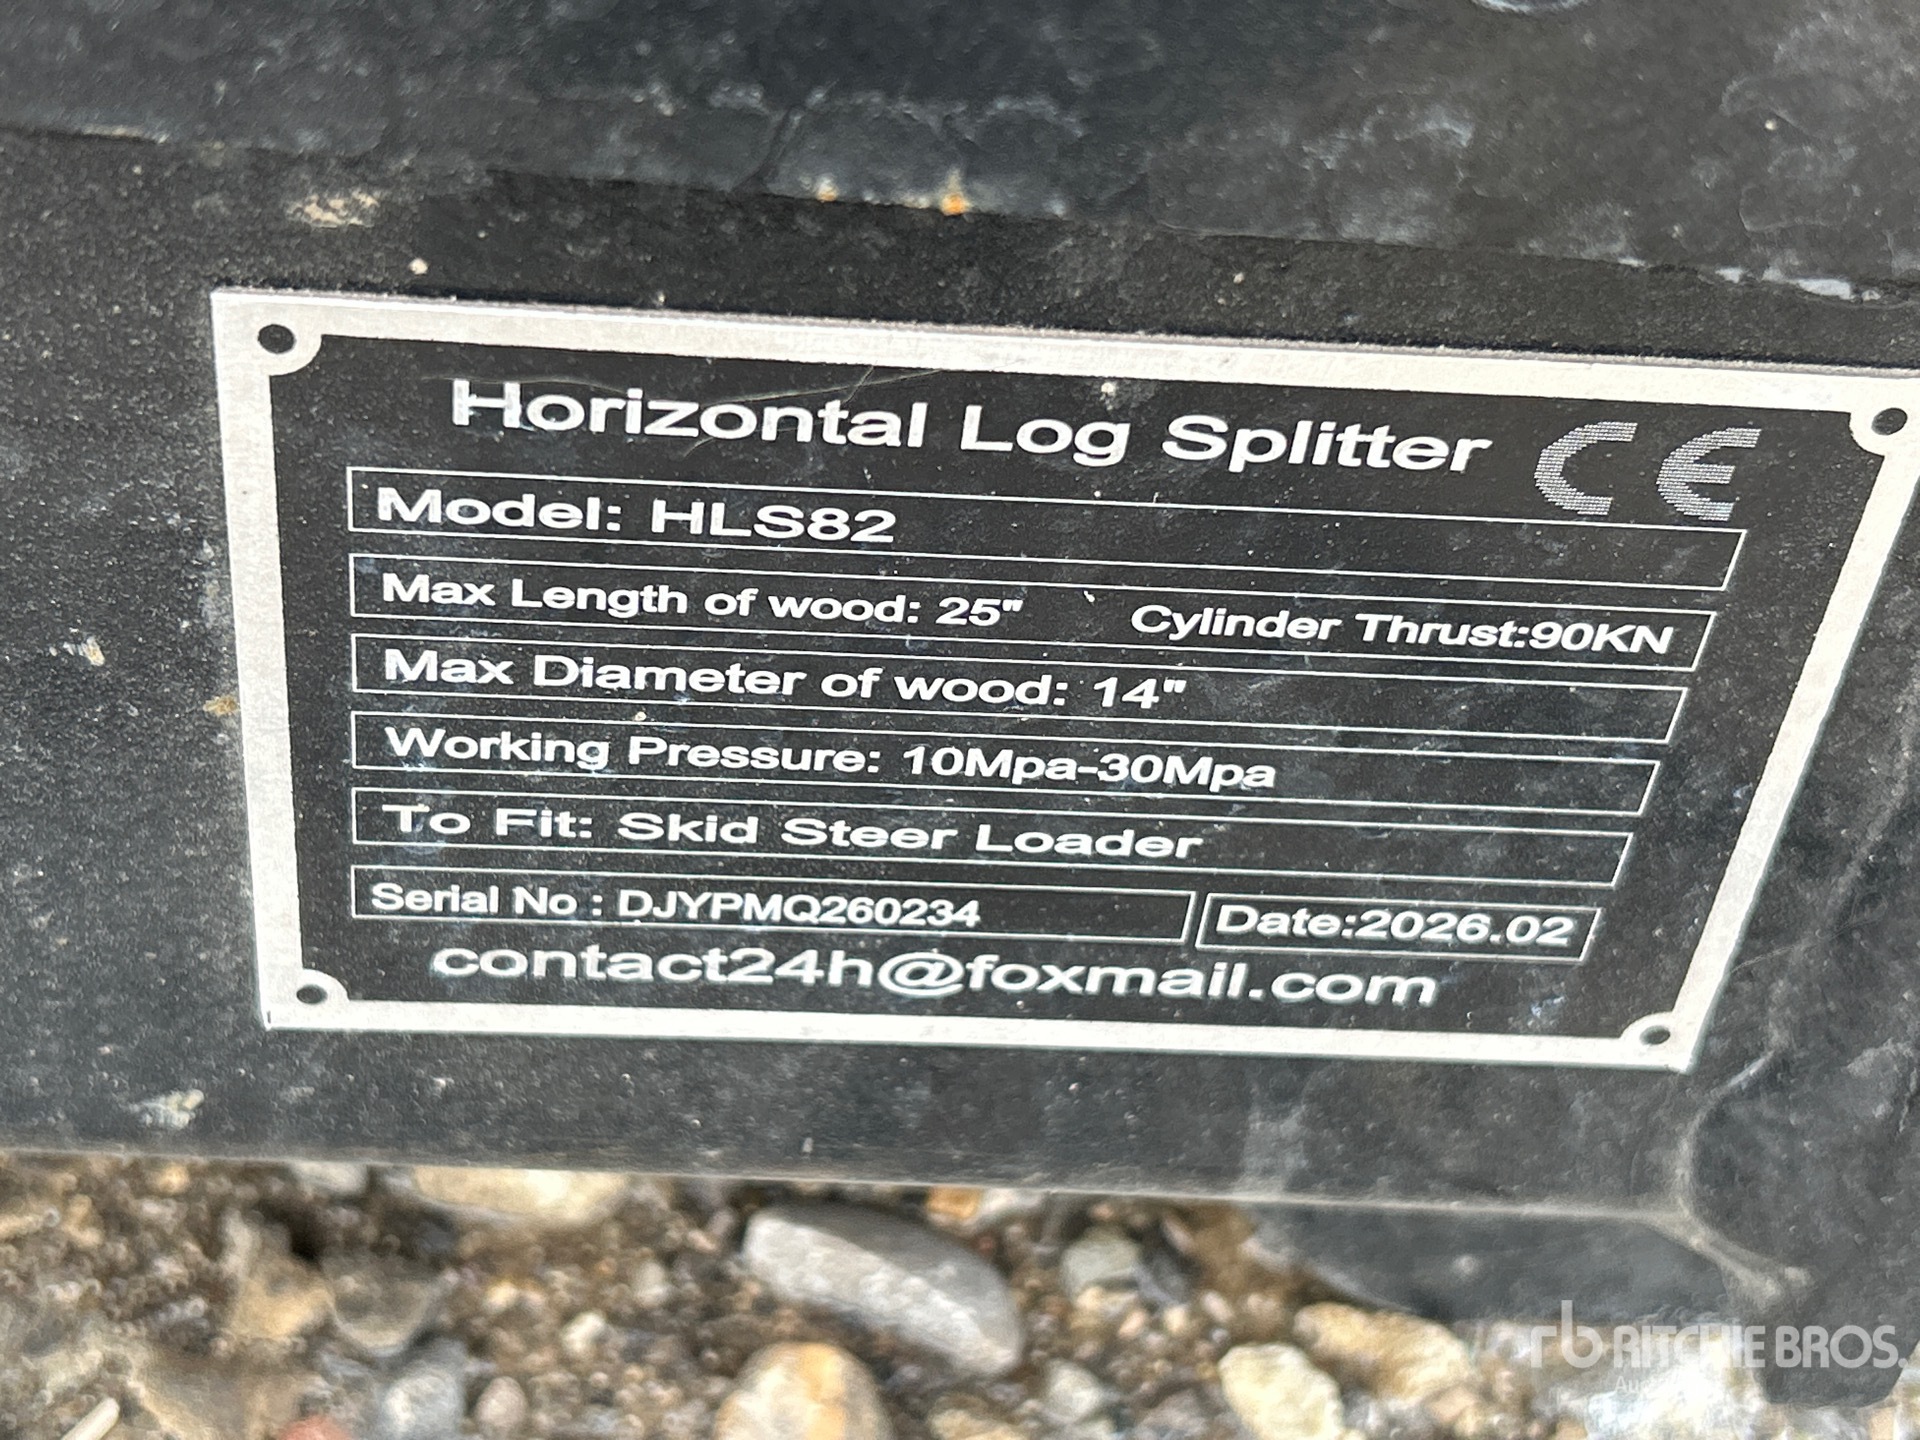 Horizontal Log Splitter CE
Model: HLS82
Max Length of wood: 25" Cylinder Thrust:90KN
Max Diameter of wood: 14"
Working Pressure: 10Mpa-30Mpa
To Fit: Skid Steer Loader
Serial No : DJYPMQ260234 Date:2026.02
contact24h@foxmail.com
rb RITCHIE BROS.